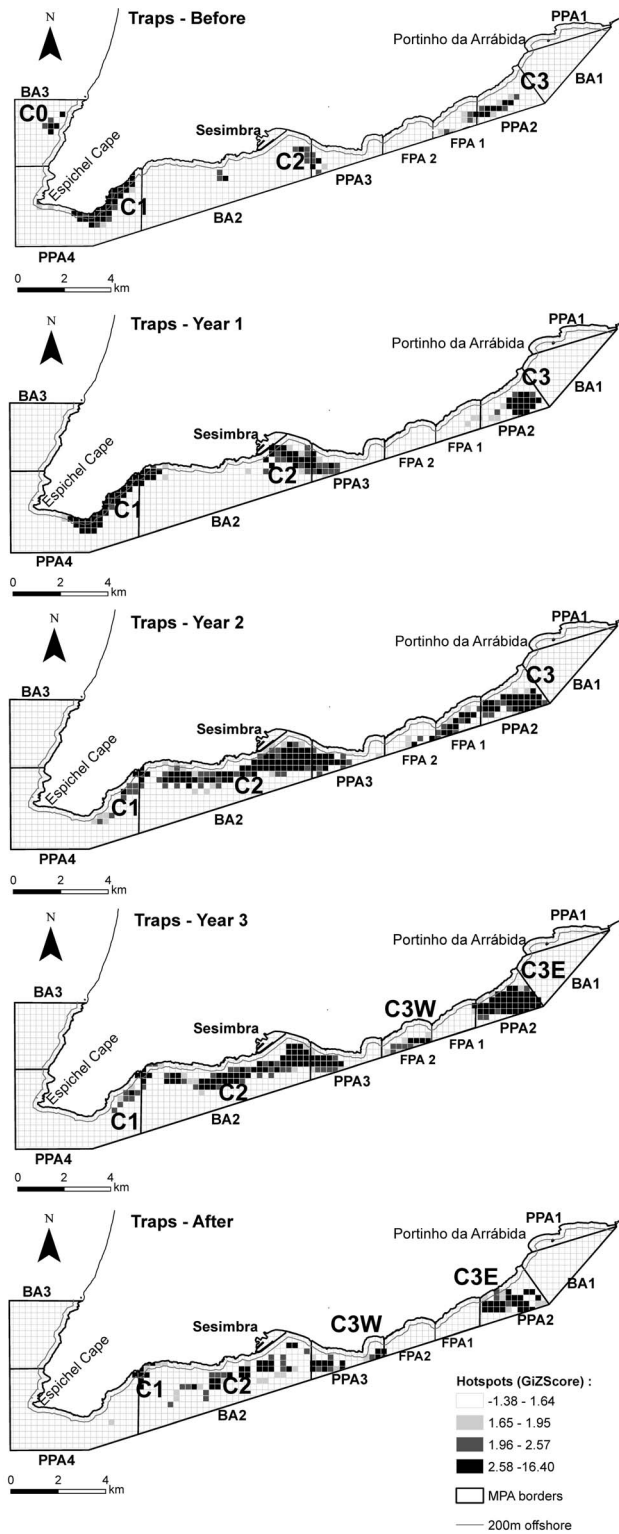 Traps - Before
PPA1
Portinho da Arrábida
N
BA3
C0
C3
BA1
Sesimbra
PPA2
Espichel Cape
C2
FPA 1
FPA 2
PPA3
C1
BA2
PPA4
0 2 4
km
Traps - Year 1
PPA1
N
Portinho da Arrábida
C3
BA1
BA3
Sesimbra
PPA2
FPA 1
FPA 2
C2
PPA3
Espichel Cape
C1
BA2
PPA4
0 2 4
km
Traps - Year 2
PPA1
N
Portinho da Arrábida
C3
BA1
BA3
PPA2
Sesimbra
FPA 1
FPA 2
Espichel Cape
PPA3
C2
C1
BA2
PPA4
0 2 4
km
Traps - Year 3
PPA1
N
Portinho da Arrábida
C3E
BA1
BA3
C3W
PPA2
Sesimbra
FPA 1
FPA 2
Espichel Cape
PPA3
C2
C1
BA2
PPA4
0 2 4
km
Traps - After
PPA1
N
Portinho da Arrábida
C3E
BA1
BA3
PPA2
Sesimbra
C3W
FPA1
FPA2
Espichel Cape
PPA3
C1
C2
BA2
PPA4
0 2 4
km
Hotspots (GiZScore) :
-1.38 - 1.64
1.65 - 1.95
1.96 - 2.57
2.58 -16.40
MPA borders
200m offshore